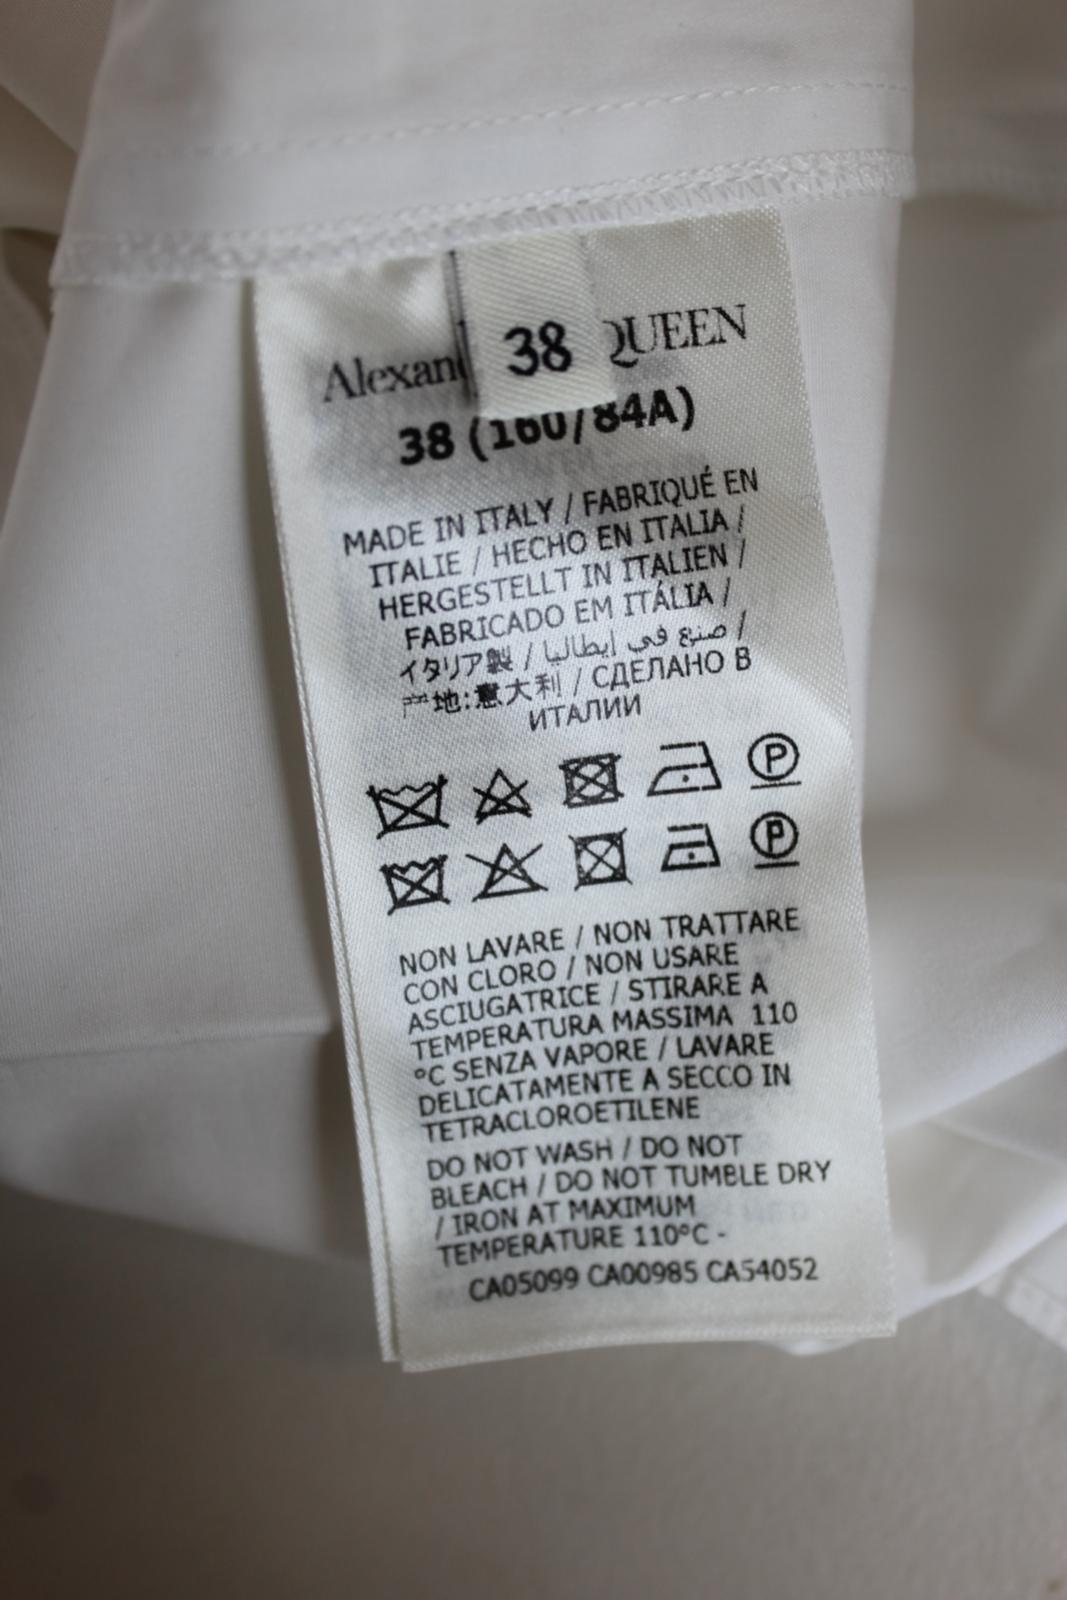 38
Alexan QUEEN
38 (160/84A)
MADE IN ITALY / FABRIQUÉ EN
ITALIE / HECHO EN ITALIA /
HERGESTELLT IN ITALIEN /
FABRICADO EM ITÁLIA /
イタリア製 / صنع في إيطاليا /
产地:意大利 / СДЕЛАНО В
ИТАЛИИ
P
P
NON LAVARE / NON TRATTARE
CON CLORO / NON USARE
ASCIUGATRICE / STIRARE A
TEMPERATURA MASSIMA 110
°C SENZA VAPORE / LAVARE
DELICATAMENTE A SECCO IN
TETRACLOROETILENE
DO NOT WASH / DO NOT
BLEACH / DO NOT TUMBLE DRY
/ IRON AT MAXIMUM
TEMPERATURE 110°C -
CA05099 CA00985 CA54052